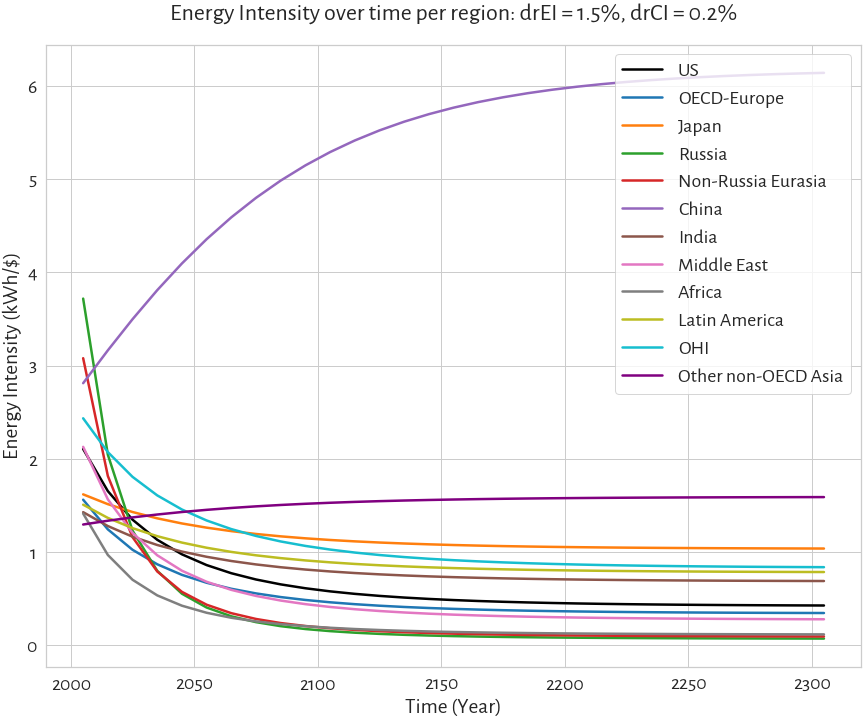 Energy Intensity over time per region: drEI = 1.5%, drCI = 0.2%
US
OECD-Europe
Japan
Russia
Non-Russia Eurasia
China
India
Middle East
Africa
Latin America
OHI
Other non-OECD Asia
Energy Intensity (kWh/$)
6
5
4
3
2
1
0
2000 2050 2100 2150 2200 2250 2300
Time (Year)